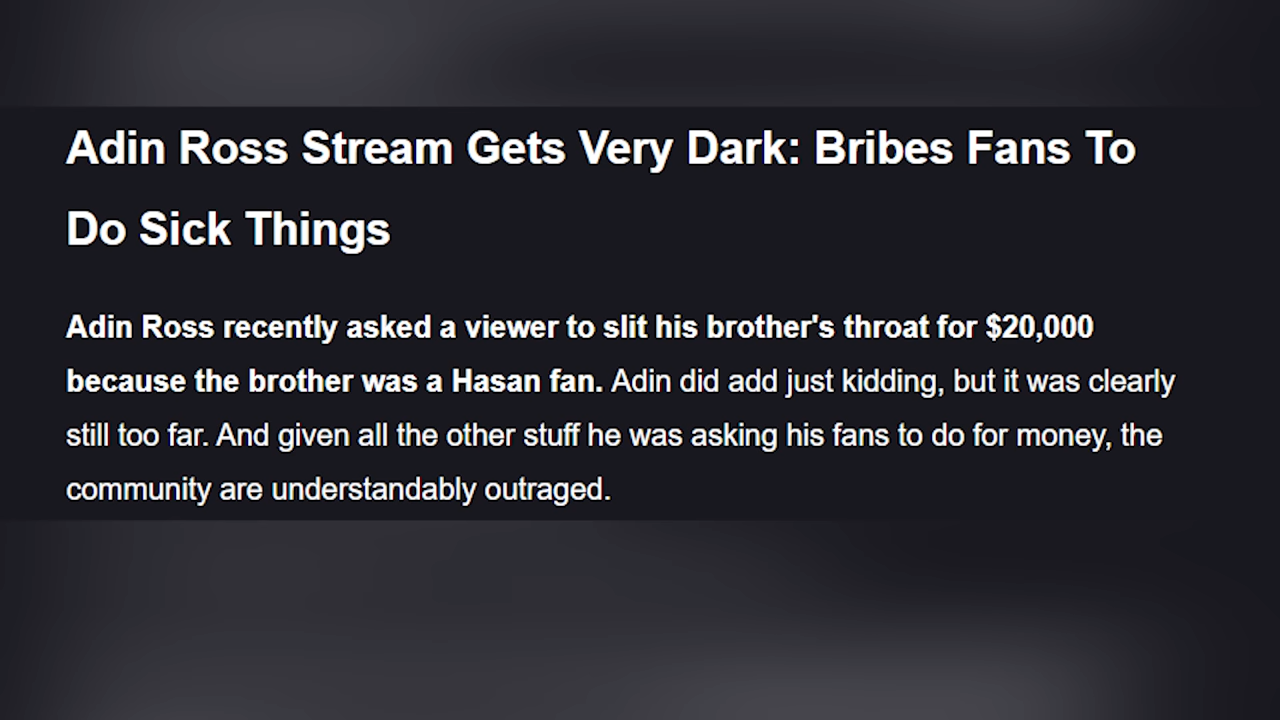 Adin Ross Stream Gets Very Dark: Bribes Fans To
Do Sick Things
Adin Ross recently asked a viewer to slit his brother's throat for $20,000
because the brother was a Hasan fan. Adin did add just kidding, but it was clearly
still too far. And given all the other stuff he was asking his fans to do for money, the
community are understandably outraged.